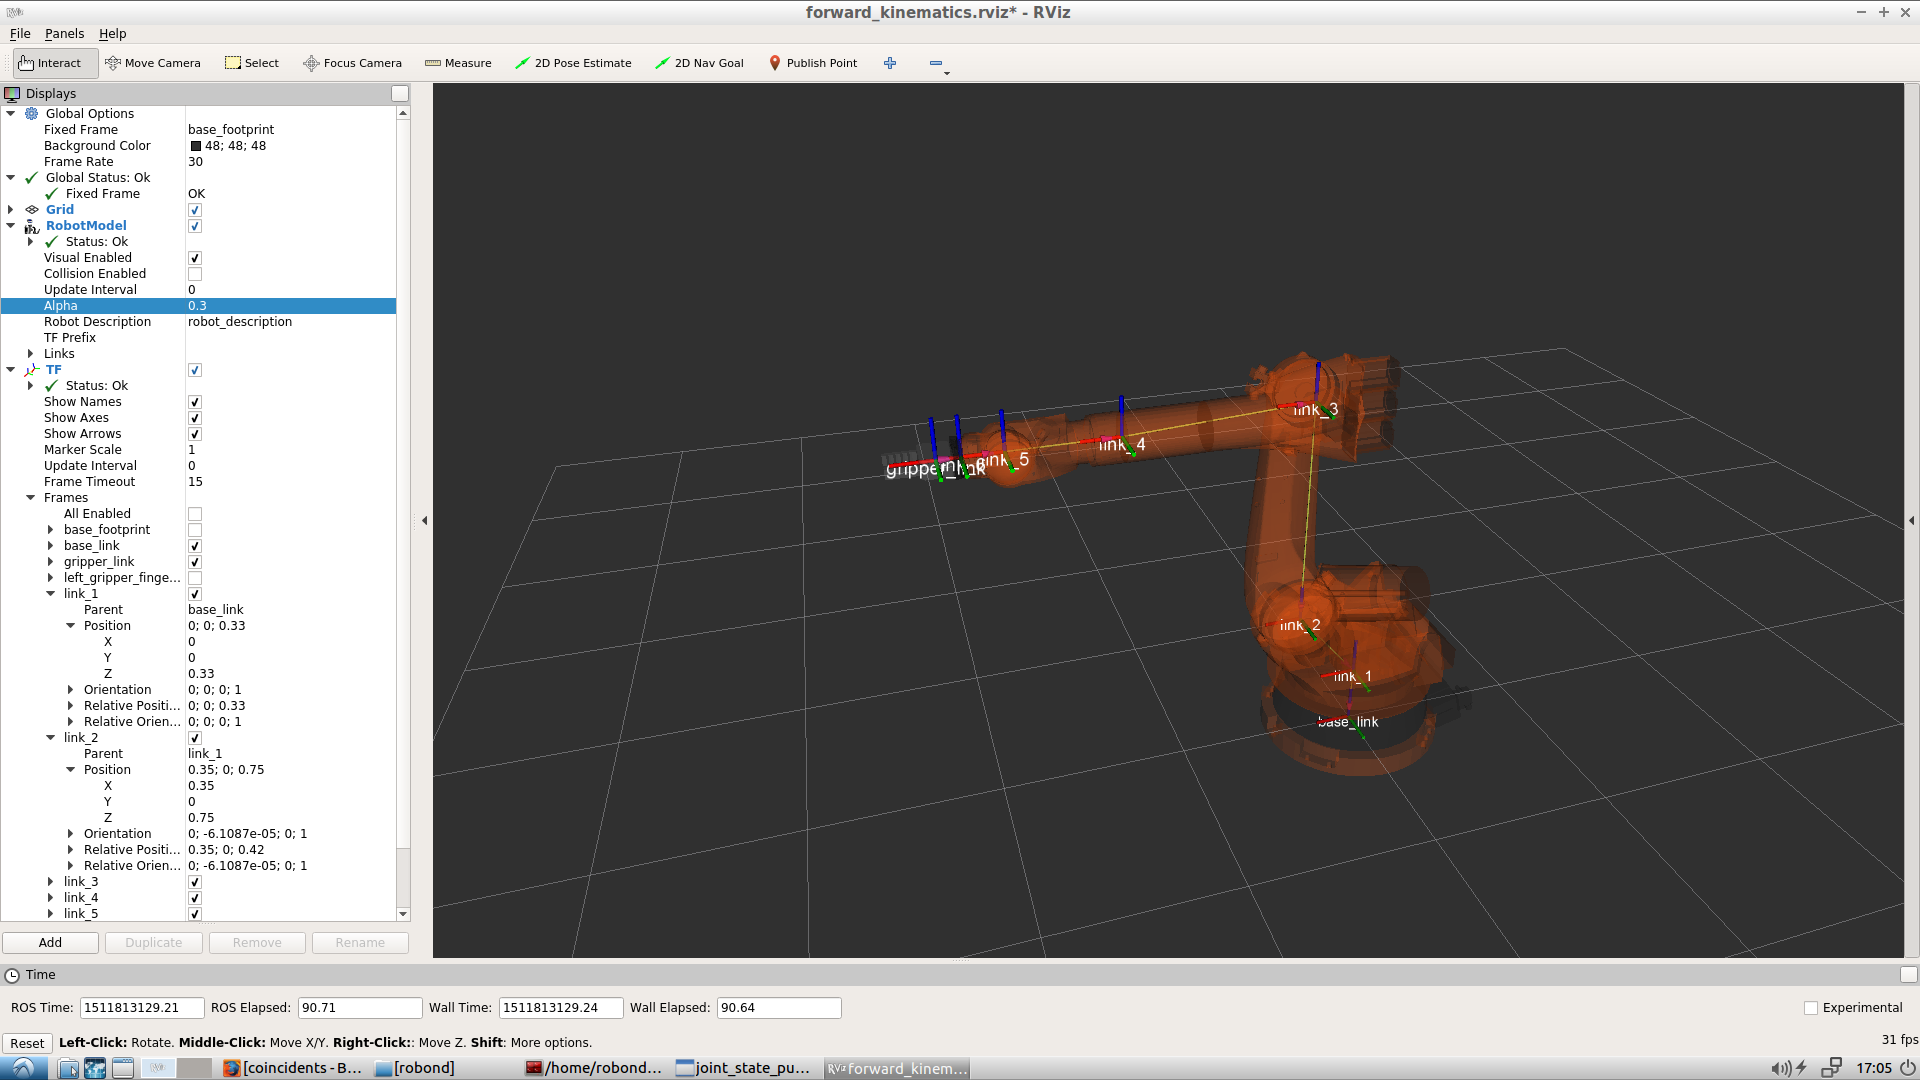 forward_kinematics.rviz* - RViz
File Panels Help
Interact Move Camera Select Focus Camera Measure 2D Pose Estimate 2D Nav Goal Publish Point
Displays
Global Options
Fixed Frame base_footprint
Background Color 48; 48; 48
Frame Rate 30
Global Status: Ok
Fixed Frame OK
Grid
RobotModel
Status: Ok
Visual Enabled
Collision Enabled
Update Interval 0
Alpha 0.3
Robot Description robot_description
TF Prefix
Links
TF
Status: Ok
Show Names
Show Axes
Show Arrows
Marker Scale 1
Update Interval 0
Frame Timeout 15
Frames
All Enabled
base_footprint
base_link
gripper_link
left_gripper_finge...
link_1
Parent base_link
Position 0; 0; 0.33
X 0
Y 0
Z 0.33
Orientation 0; 0; 0; 1
Relative Positi... 0; 0; 0.33
Relative Orien... 0; 0; 0; 1
link_2
Parent link_1
Position 0.35; 0; 0.75
X 0.35
Y 0
Z 0.75
Orientation 0; -6.1087e-05; 0; 1
Relative Positi... 0.35; 0; 0.42
Relative Orien... 0; -6.1087e-05; 0; 1
link_3
link_4
link_5
Add Duplicate Remove Rename
link_3
link_4
link_5
gripper_link
link_2
link_1
base_link
Time
ROS Time: 1511813129.21 ROS Elapsed: 90.71 Wall Time: 1511813129.24 Wall Elapsed: 90.64 Experimental
Reset Left-Click: Rotate. Middle-Click: Move X/Y. Right-Click:: Move Z. Shift: More options. 31 fps
[coincidents - B... [robond] /home/robond... joint_state_pu... forward_kinem... 17:05